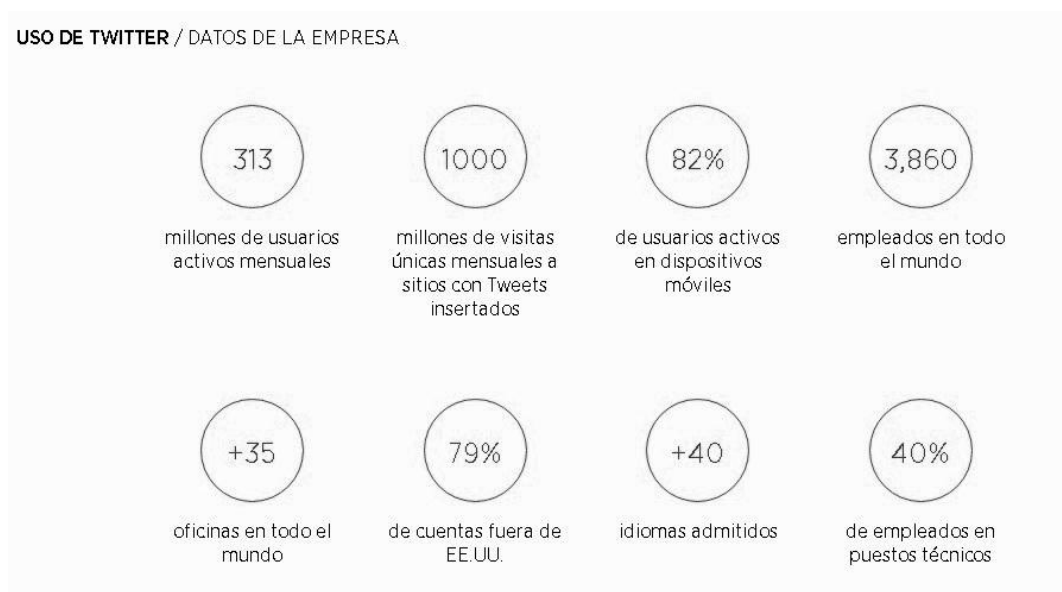 USO DE TWITTER / DATOS DE LA EMPRESA
313
millones de usuarios
activos mensuales
1000
millones de visitas
únicas mensuales a
sitios con Tweets
insertados
82%
de usuarios activos
en dispositivos
móviles
3,860
empleados en todo
el mundo
+35
oficinas en todo el
mundo
79%
de cuentas fuera de
EE.UU.
+40
idiomas admitidos
40%
de empleados en
puestos técnicos